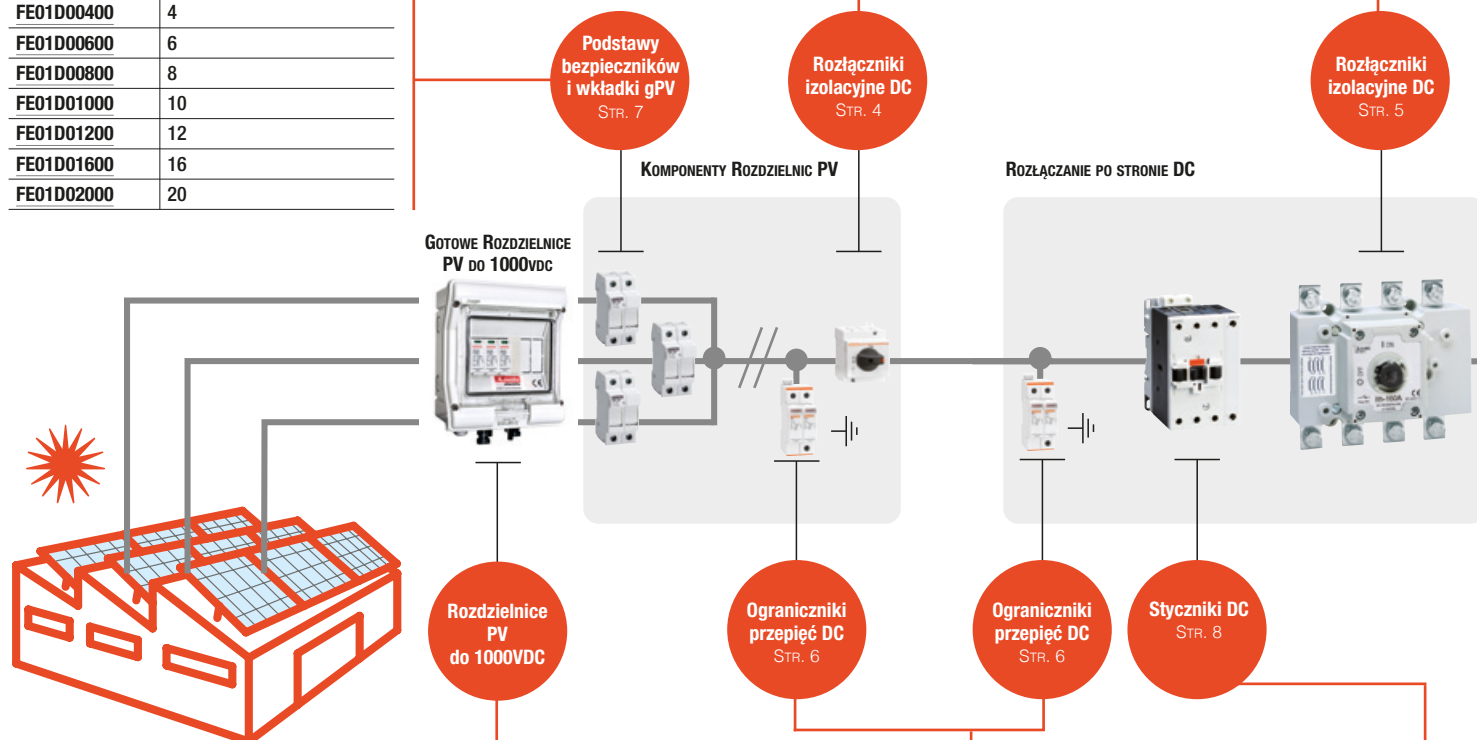 FE01D00400 4
FE01D00600 6
FE01D00800 8
FE01D01000 10
FE01D01200 12
FE01D01600 16
FE01D02000 20
Podstawy
bezpieczników
i wkładki gPV
STR. 7
Rozłączniki
izolacyjne DC
STR. 4
Rozłączniki
izolacyjne DC
STR. 5
KOMPONENTY ROZDZIELNIC PV
ROZŁĄCZANIE PO STRONIE DC
GOTOWE ROZDZIELNICE
PV DO 1000VDC
Ith=160A
Rozdzielnice
PV
do 1000VDC
Ograniczniki
przepięć DC
STR. 6
Ograniczniki
przepięć DC
STR. 6
Styczniki DC
STR. 8